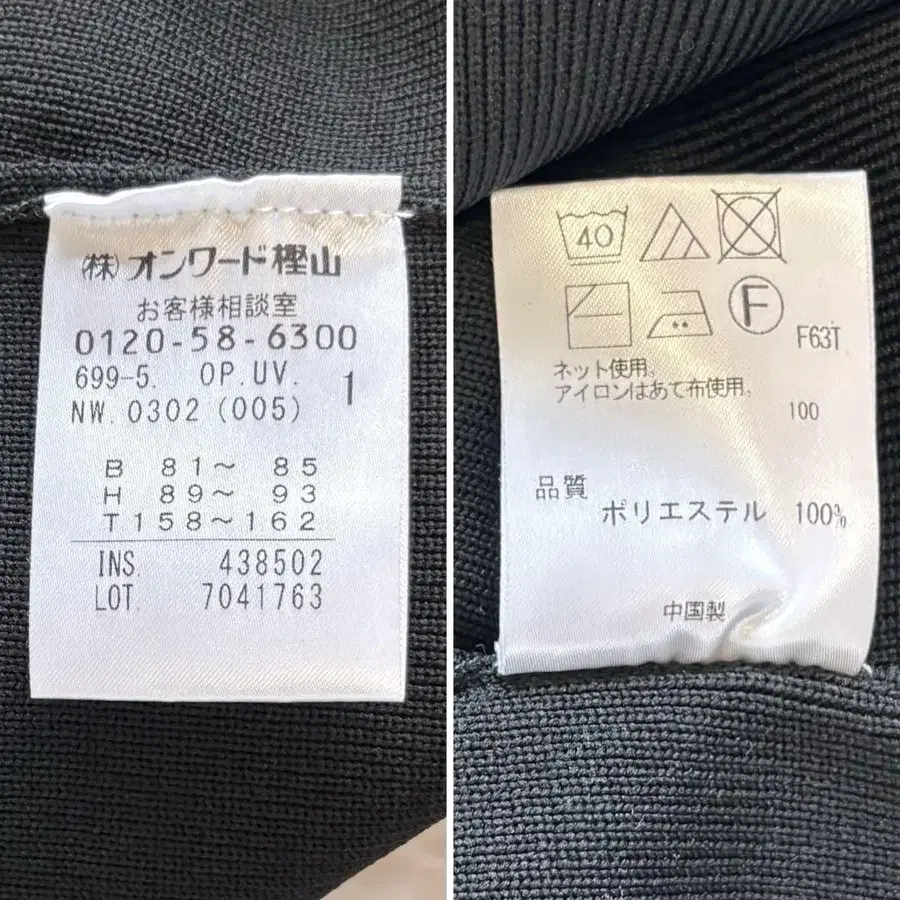 (株)オンワード樫山
お客様相談室
0120-58-6300
699-5. OP.UV. 1
NW. 0302 (005)
B 81～ 85
H 89～ 93
T 158～162
INS. 438502
LOT. 7041763
40
F
F63T
ネット使用。
アイロンはあて布使用。
100
品質
ポリエステル 100%
中国製